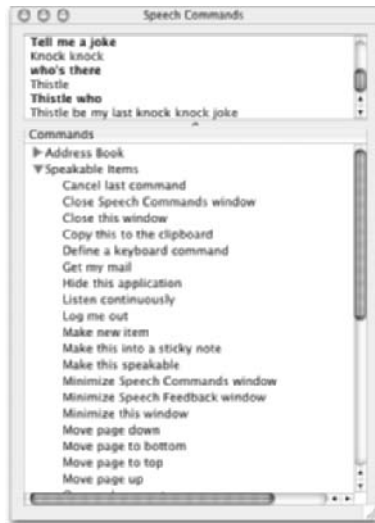 Speech Commands
Tell me a joke
Knock knock
who's there
Thistle
Thistle who
Thistle be my last knock knock joke
Commands
Address Book
Speakable Items
Cancel last command
Close Speech Commands window
Close this window
Copy this to the clipboard
Define a keyboard command
Get my mail
Hide this application
Listen continuously
Log me out
Make new item
Make this into a sticky note
Make this speakable
Minimize Speech Commands window
Minimize Speech Feedback window
Minimize this window
Move page down
Move page to bottom
Move page to top
Move page up